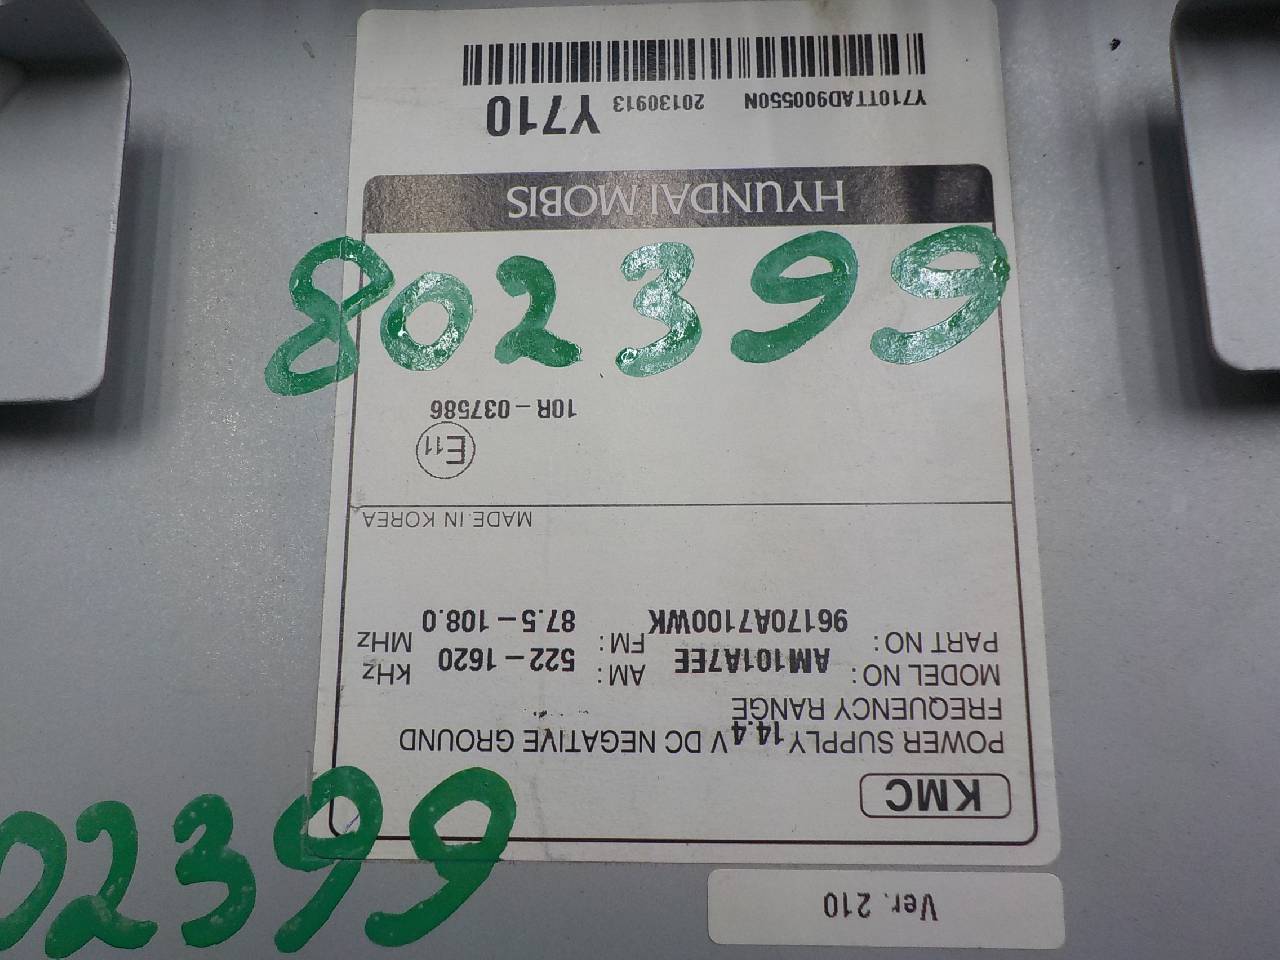 KMC
POWER SUPPLY 14.4 V DC NEGATIVE GROUND
FREQUENCY RANGE
MODEL NO : AM101A7EE AM : 522 – 1620 KHz
PART NO : 96170A7100WK FM : 87.5 – 108.0 MHz
MADE IN KOREA
E11
10R – 037586
HYUNDAI MOBIS
Y710TTAD900550N 20130913 Y710
Ver. 210
802399
02399